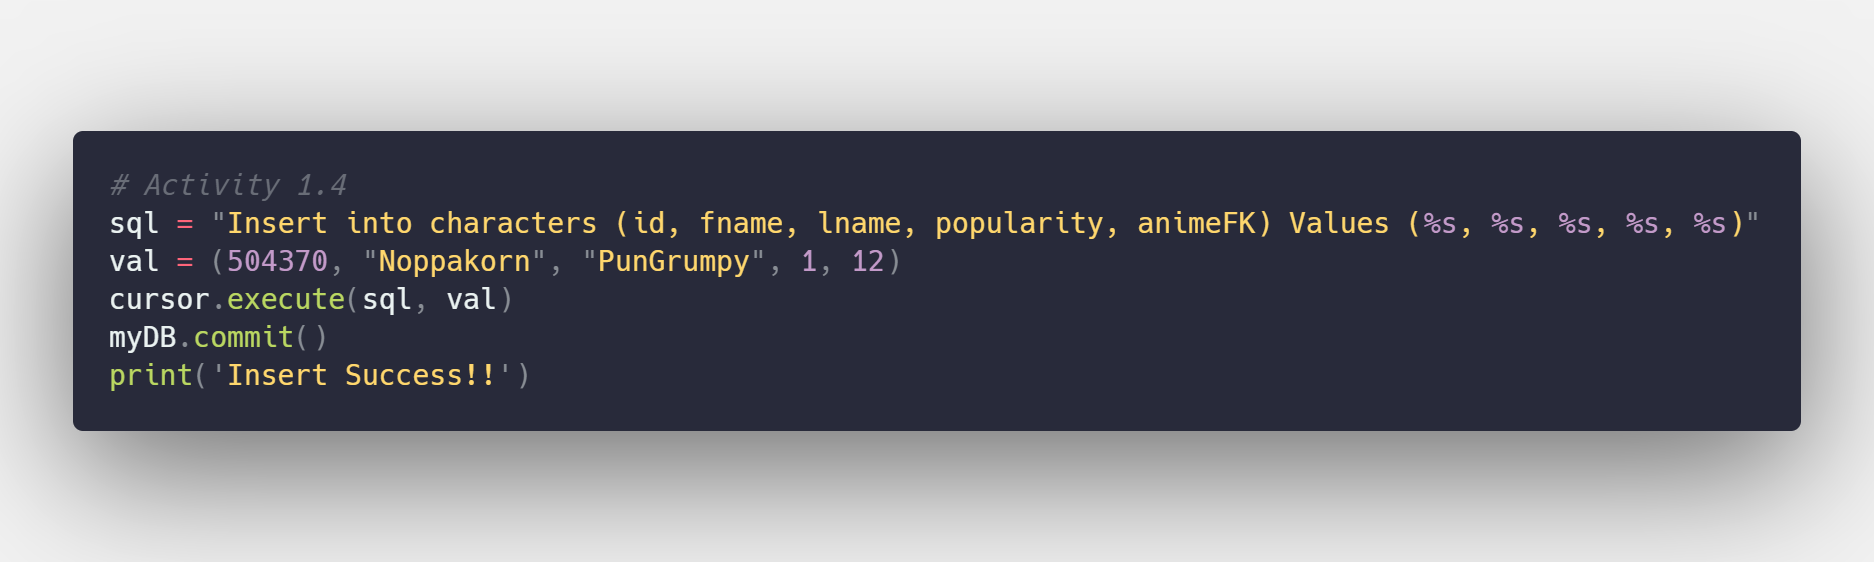 # Activity 1.4
sql = "Insert into characters (id, fname, lname, popularity, animeFK) Values (%s, %s, %s, %s, %s)"
val = (504370, "Noppakorn", "PunGrumpy", 1, 12)
cursor.execute(sql, val)
myDB.commit()
print('Insert Success!!')